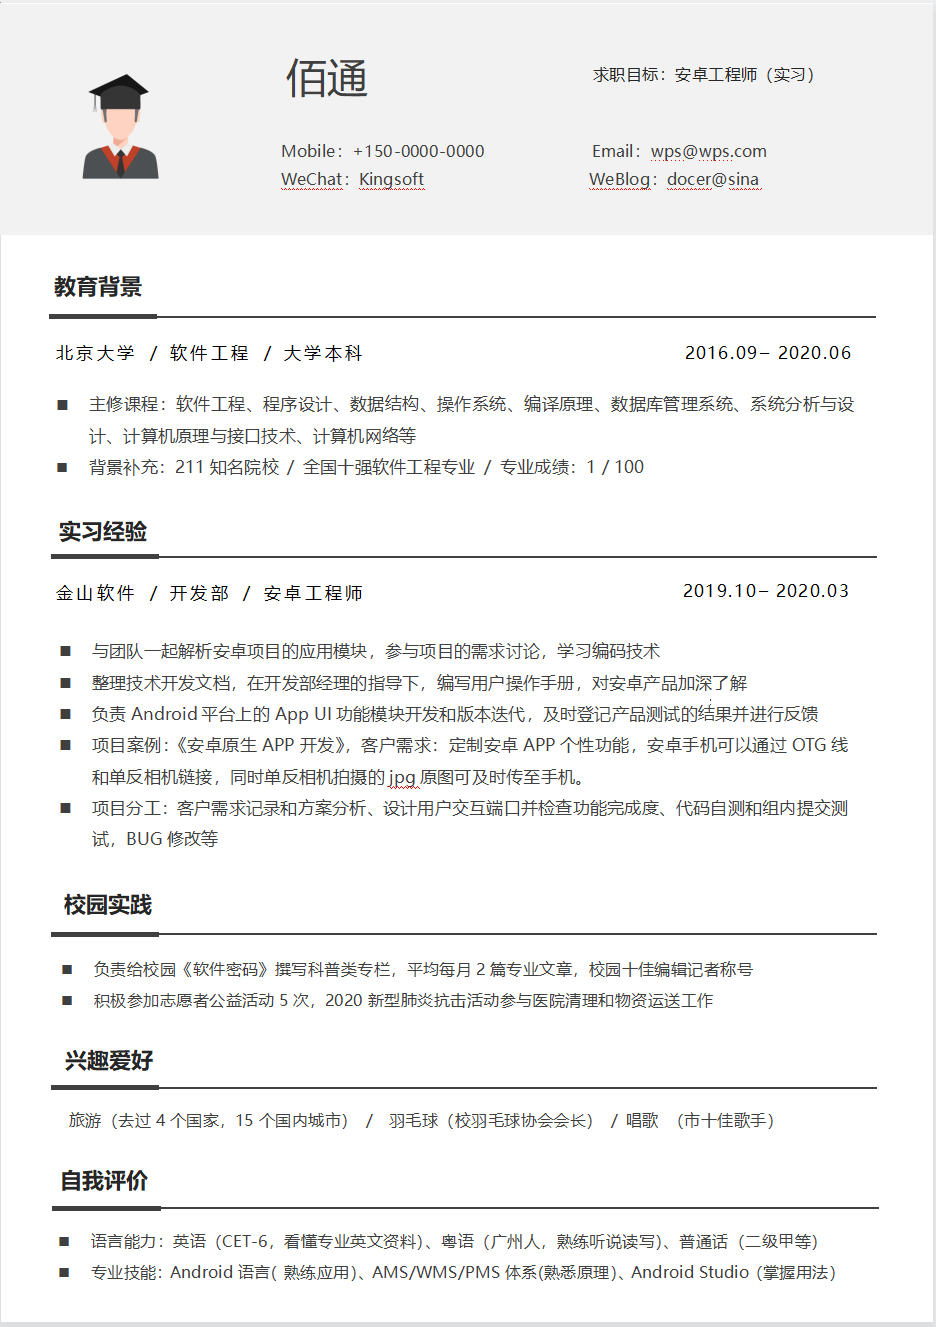 佰通
求职目标：安卓工程师（实习）
Mobile：+150-0000-0000
Email：wps@wps.com
WeChat：Kingsoft
WeBlog：docer@sina
教育背景
北京大学 / 软件工程 / 大学本科 2016.09– 2020.06
■ 主修课程：软件工程、程序设计、数据结构、操作系统、编译原理、数据库管理系统、系统分析与设
计、计算机原理与接口技术、计算机网络等
■ 背景补充：211 知名院校 / 全国十强软件工程专业 / 专业成绩：1 / 100
实习经验
金山软件 / 开发部 / 安卓工程师 2019.10– 2020.03
■ 与团队一起解析安卓项目的应用模块，参与项目的需求讨论，学习编码技术
■ 整理技术开发文档，在开发部经理的指导下，编写用户操作手册，对安卓产品加深了解
■ 负责 Android 平台上的 App UI 功能模块开发和版本迭代，及时登记产品测试的结果并进行反馈
■ 项目案例：《安卓原生 APP 开发》，客户需求：定制安卓 APP 个性功能，安卓手机可以通过 OTG 线
和单反相机链接，同时单反相机拍摄的 jpg 原图可及时传至手机。
■ 项目分工：客户需求记录和方案分析、设计用户交互端口并检查功能完成度、代码自测和组内提交测
试，BUG 修改等
校园实践
■ 负责给校园《软件密码》撰写科普类专栏，平均每月 2 篇专业文章，校园十佳编辑记者称号
■ 积极参加志愿者公益活动 5 次，2020 新型肺炎抗击活动参与医院清理和物资运送工作
兴趣爱好
旅游（去过 4 个国家，15 个国内城市） / 羽毛球（校羽毛球协会会长） / 唱歌 （市十佳歌手）
自我评价
■ 语言能力：英语（CET-6，看懂专业英文资料）、粤语（广州人，熟练听说读写）、普通话（二级甲等）
■ 专业技能：Android 语言( 熟练应用)、AMS/WMS/PMS 体系(熟悉原理)、Android Studio（掌握用法）